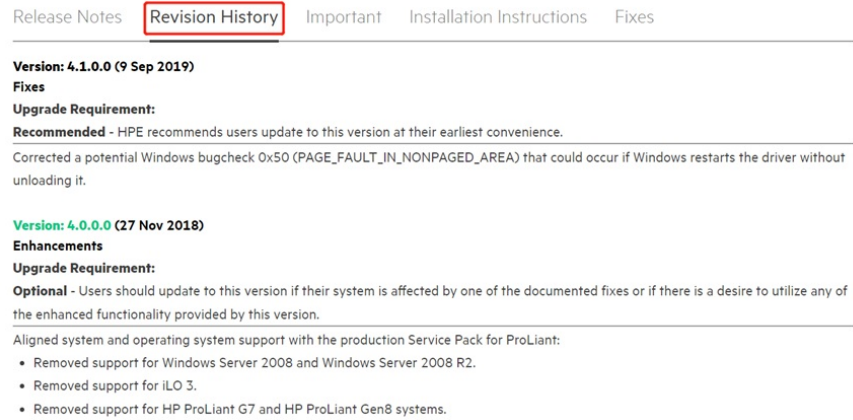 Release Notes Revision History Important Installation Instructions Fixes
Version: 4.1.0.0 (9 Sep 2019)
Fixes
Upgrade Requirement:
Recommended - HPE recommends users update to this version at their earliest convenience.
Corrected a potential Windows bugcheck 0x50 (PAGE_FAULT_IN_NONPAGED_AREA) that could occur if Windows restarts the driver without
unloading it.
Version: 4.0.0.0 (27 Nov 2018)
Enhancements
Upgrade Requirement:
Optional - Users should update to this version if their system is affected by one of the documented fixes or if there is a desire to utilize any of
the enhanced functionality provided by this version.
Aligned system and operating system support with the production Service Pack for ProLiant:
• Removed support for Windows Server 2008 and Windows Server 2008 R2.
• Removed support for iLO 3.
• Removed support for HP ProLiant G7 and HP ProLiant Gen8 systems.